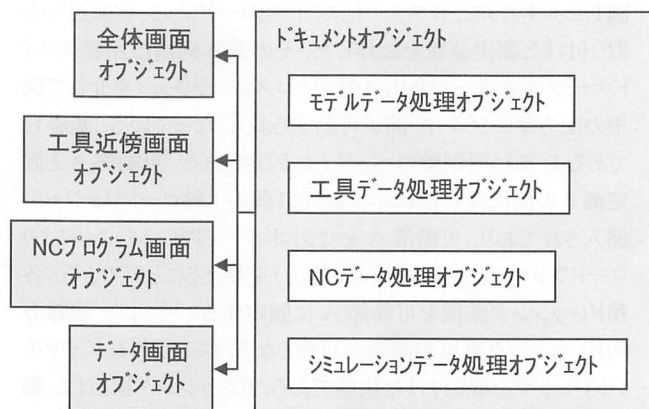 全体画面
オブジェクト
工具近傍画面
オブジェクト
NCプログラム画面
オブジェクト
データ画面
オブジェクト
ドキュメントオブジェクト
モデルデータ処理オブジェクト
工具データ処理オブジェクト
NCデータ処理オブジェクト
シミュレーションデータ処理オブジェクト